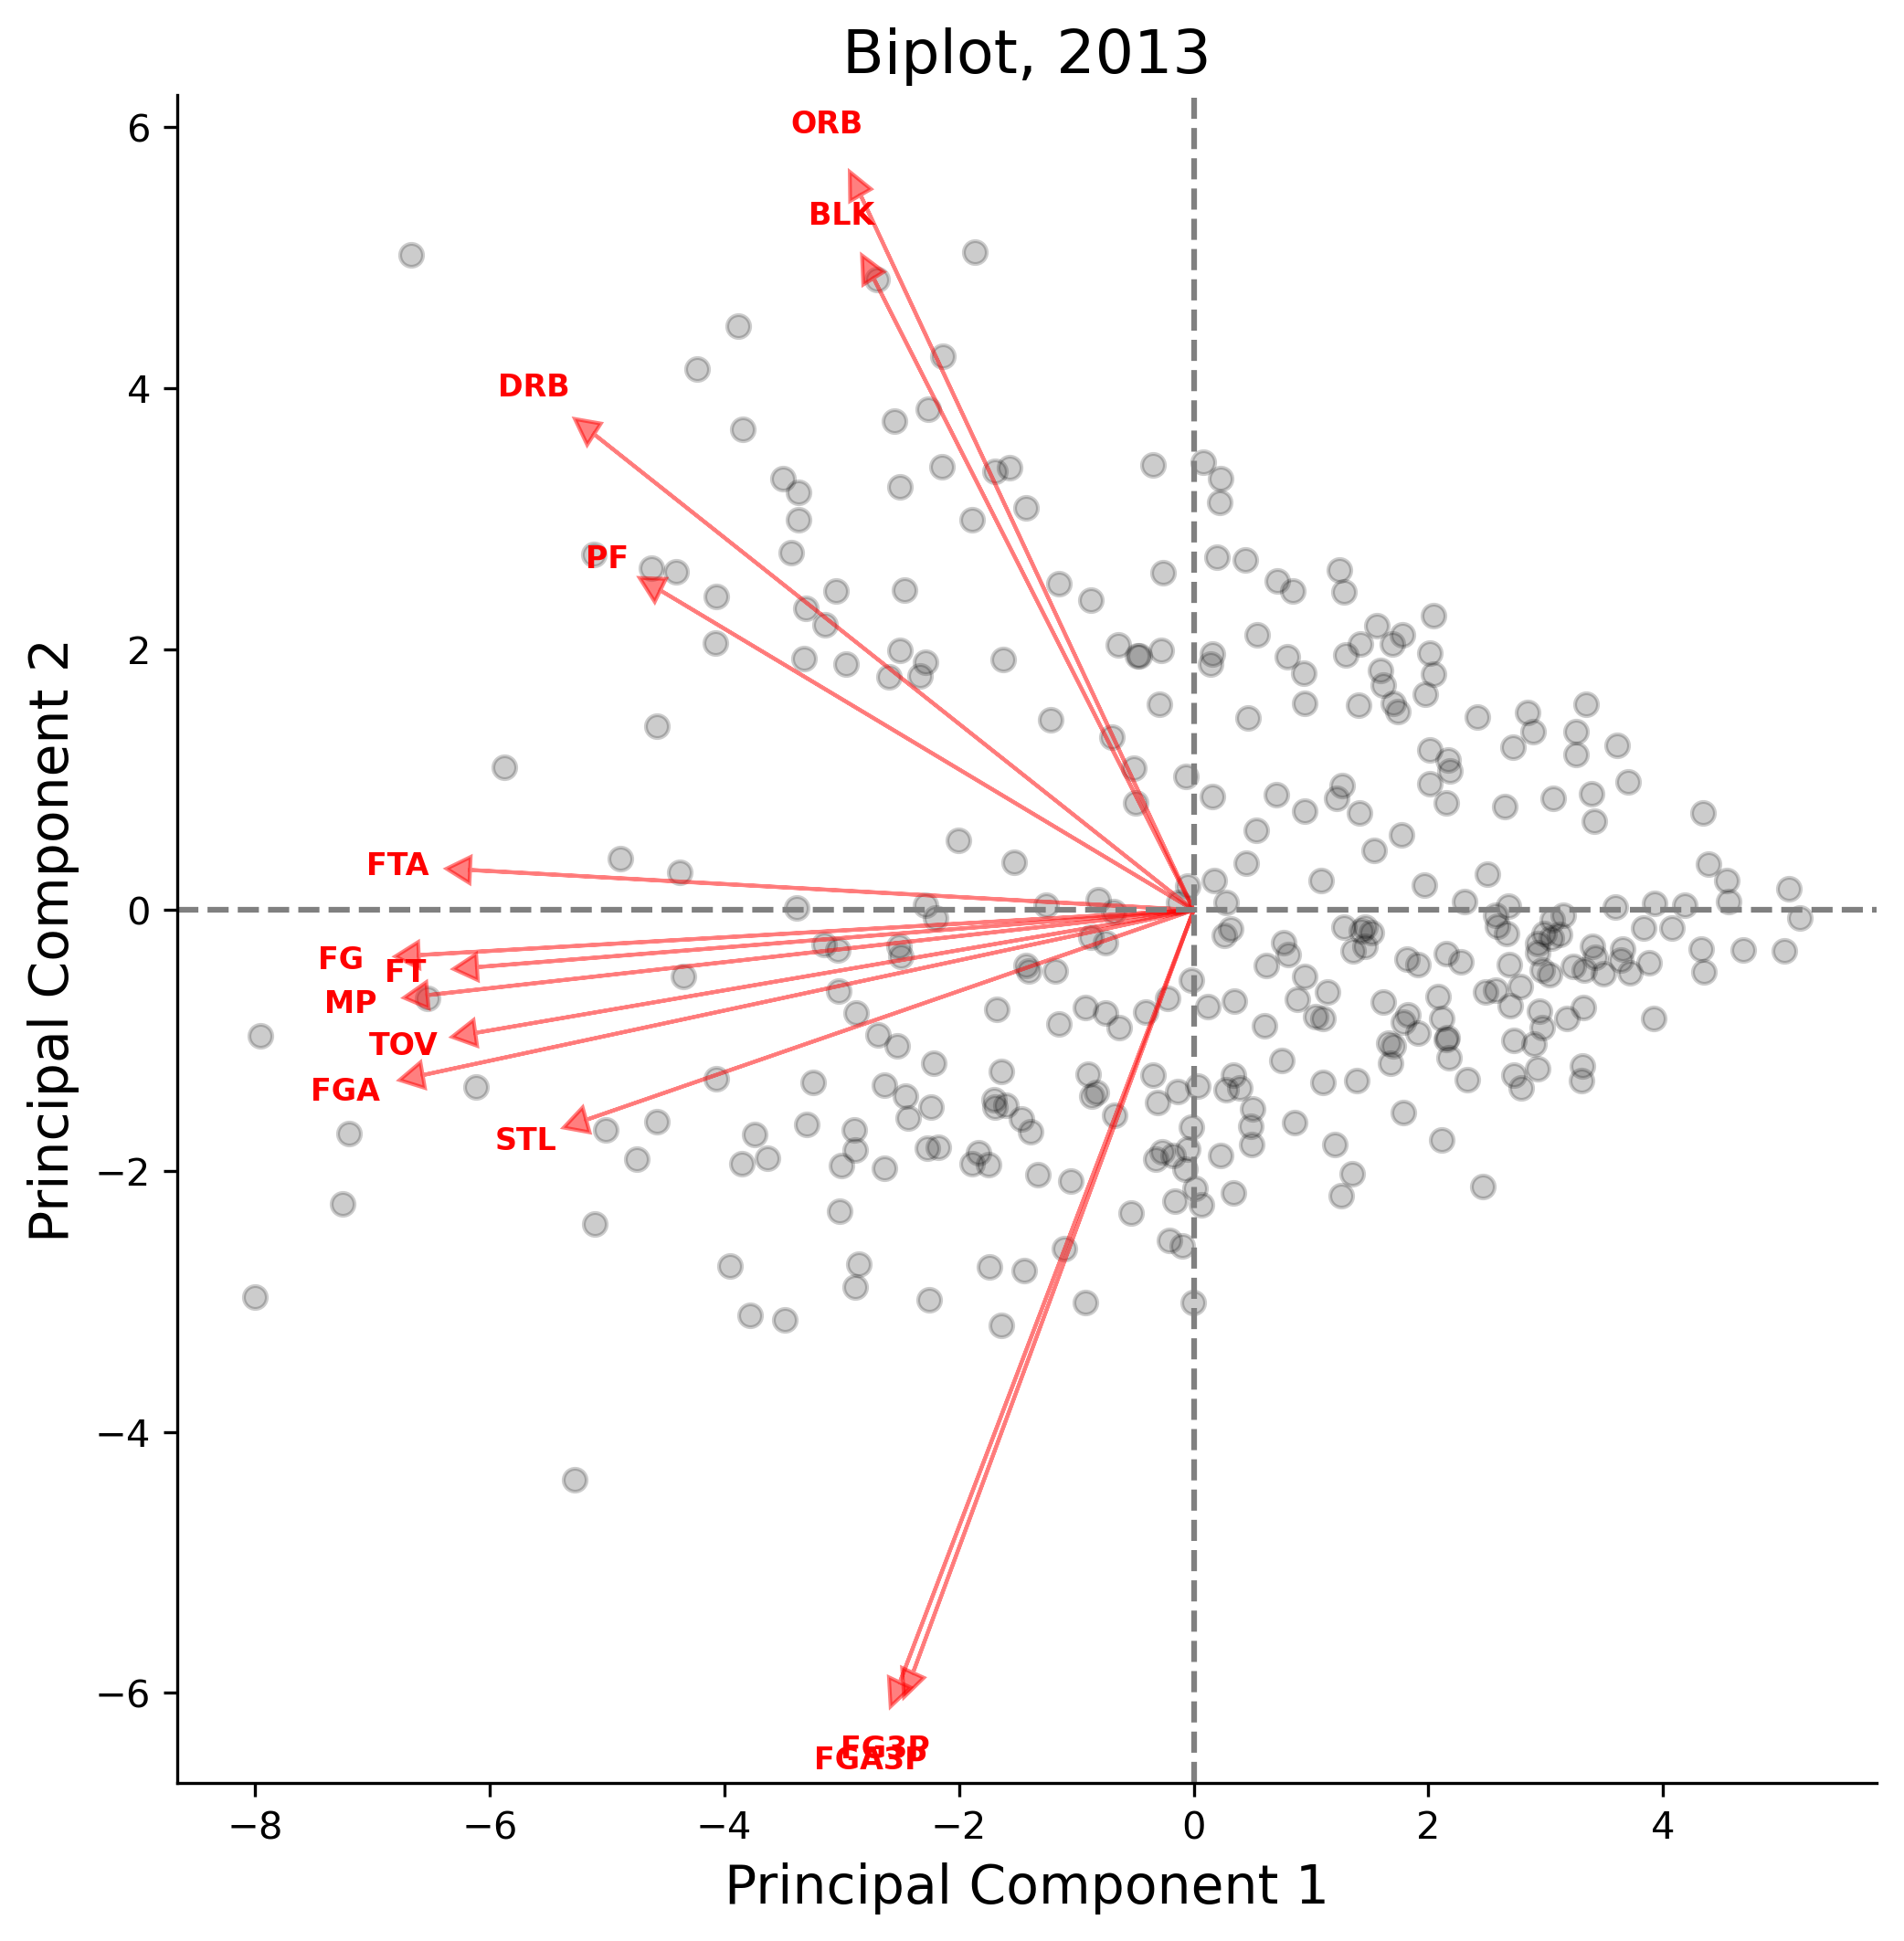 Biplot, 2013
6
4
2
0
−2
−4
−6
Principal Component 2
ORB
BLK
DRB
PF
FTA
FG
FT
MP
TOV
FGA
STL
FG3P
FGA3P
−8 −6 −4 −2 0 2 4
Principal Component 1